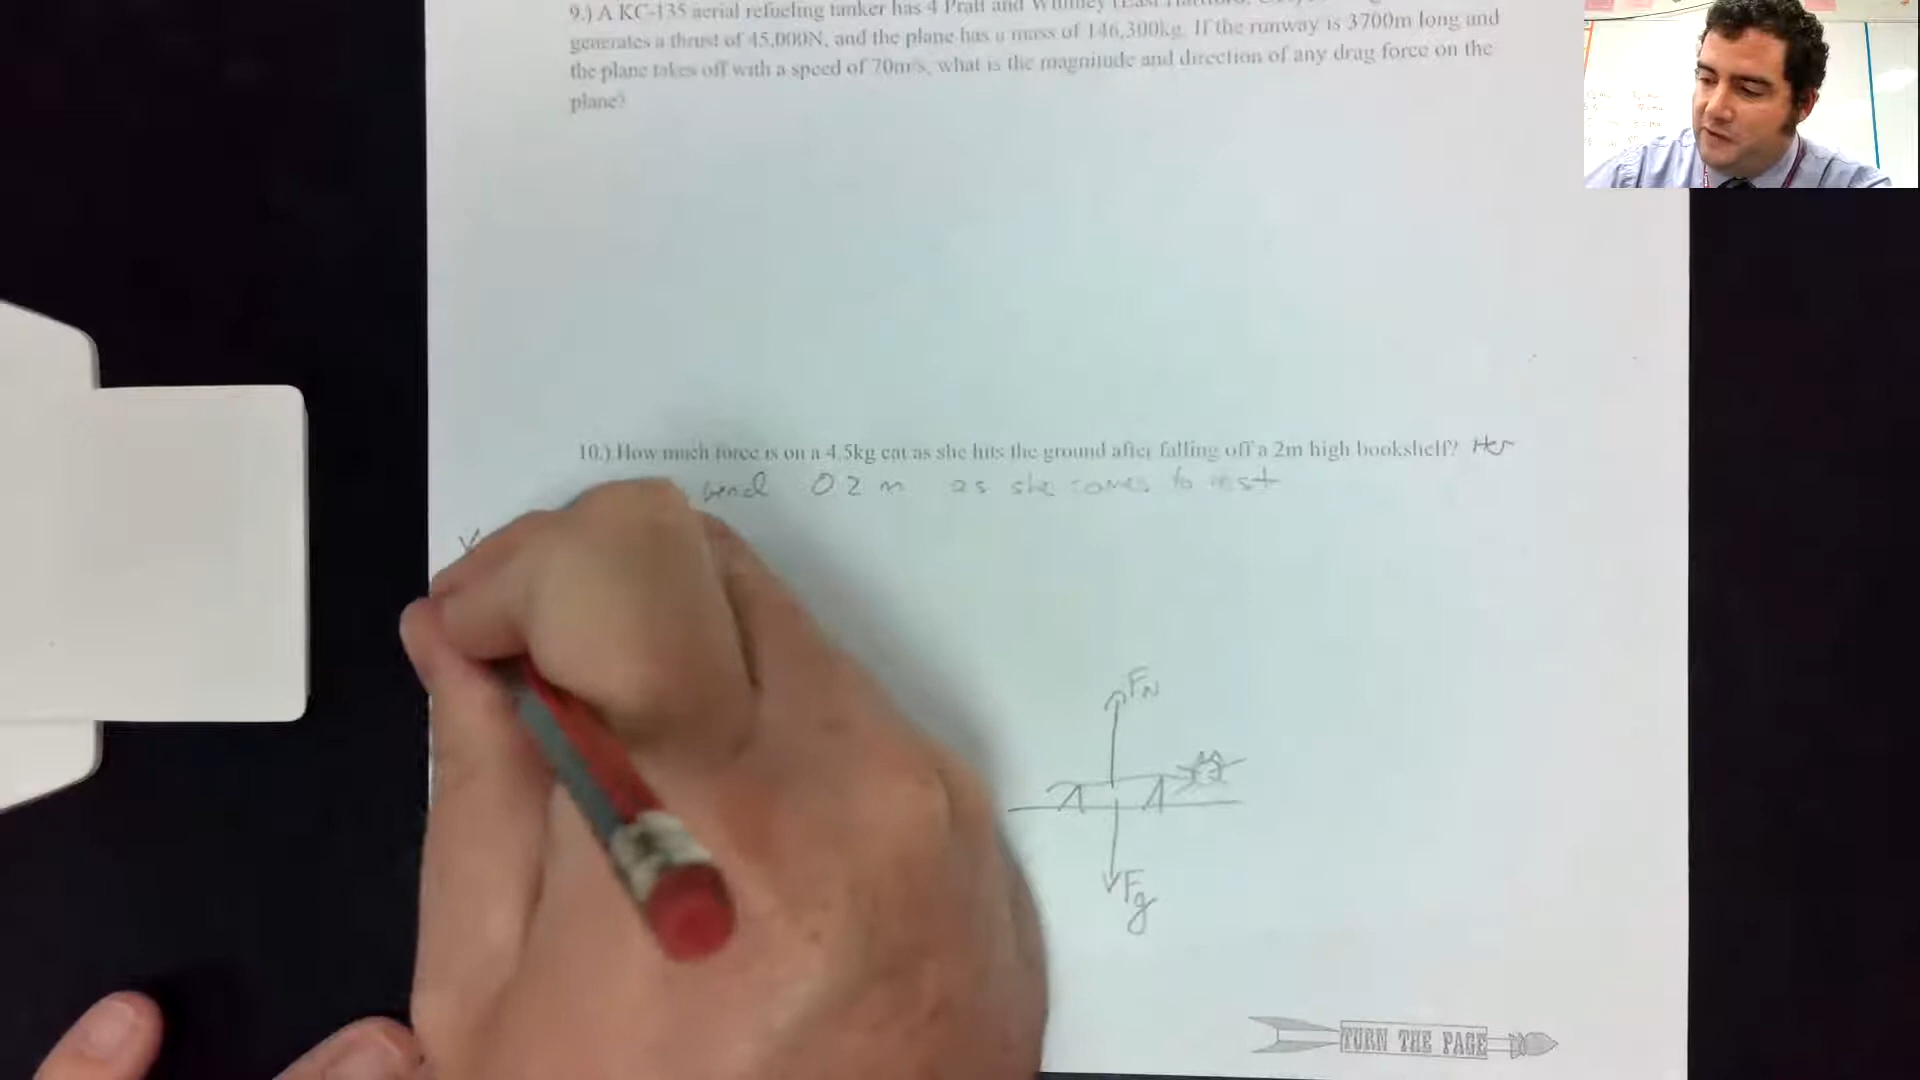 9.) A KC-135 aerial refueling tanker has 4 Pratt and Whitney
generates a thrust of 45,000N, and the plane has a mass of 146,300kg. If the runway is 3700m long and
the plane takes off with a speed of 70m/s, what is the magnitude and direction of any drag force on the
plane?
10.) How much force is on a 4.5kg cat as she hits the ground after falling off a 2m high bookshelf? Her
bend 0.2 m as she comes to rest
FN
Fg
TURN THE PAGE